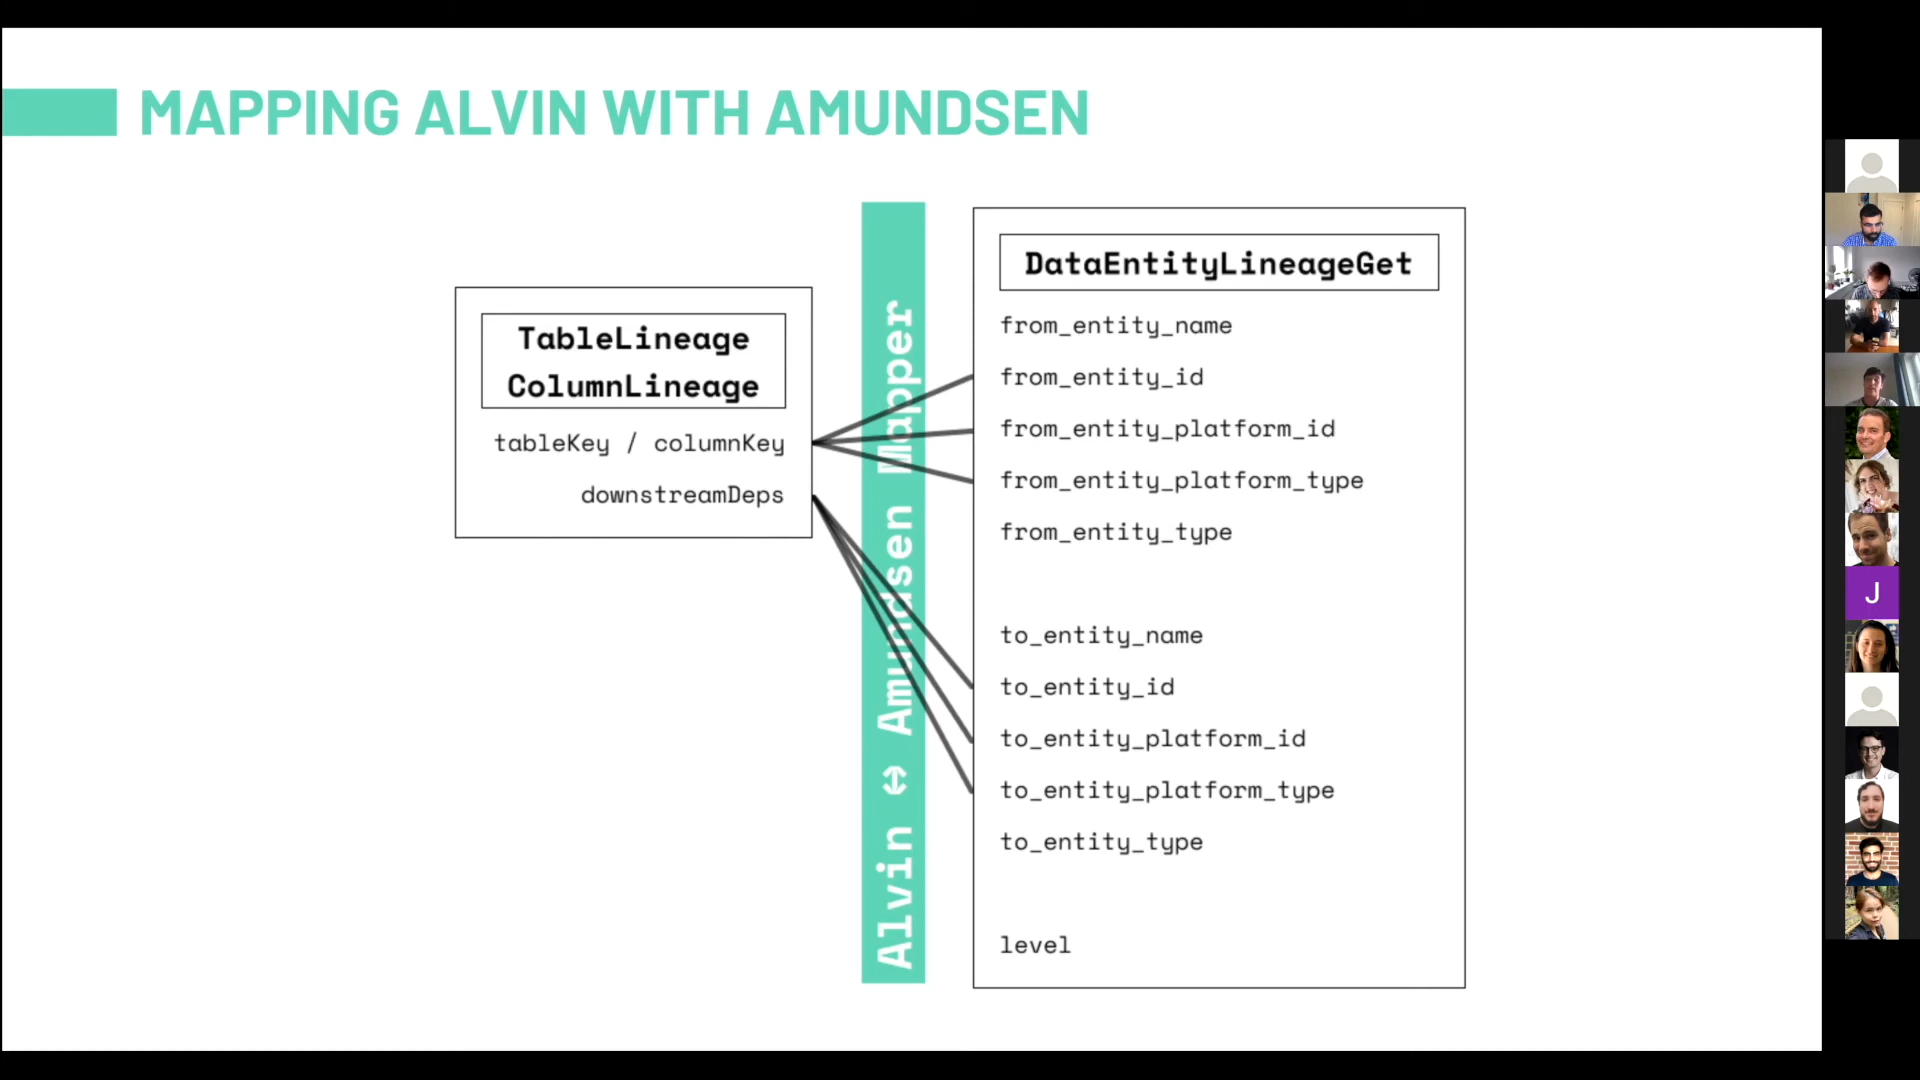 MAPPING ALVIN WITH AMUNDSEN
TableLineage
ColumnLineage
tableKey / columnKey
downstreamDeps
Alvin ↔ Amundsen Mapper
DataEntityLineageGet
from_entity_name
from_entity_id
from_entity_platform_id
from_entity_platform_type
from_entity_type
to_entity_name
to_entity_id
to_entity_platform_id
to_entity_platform_type
to_entity_type
level
J